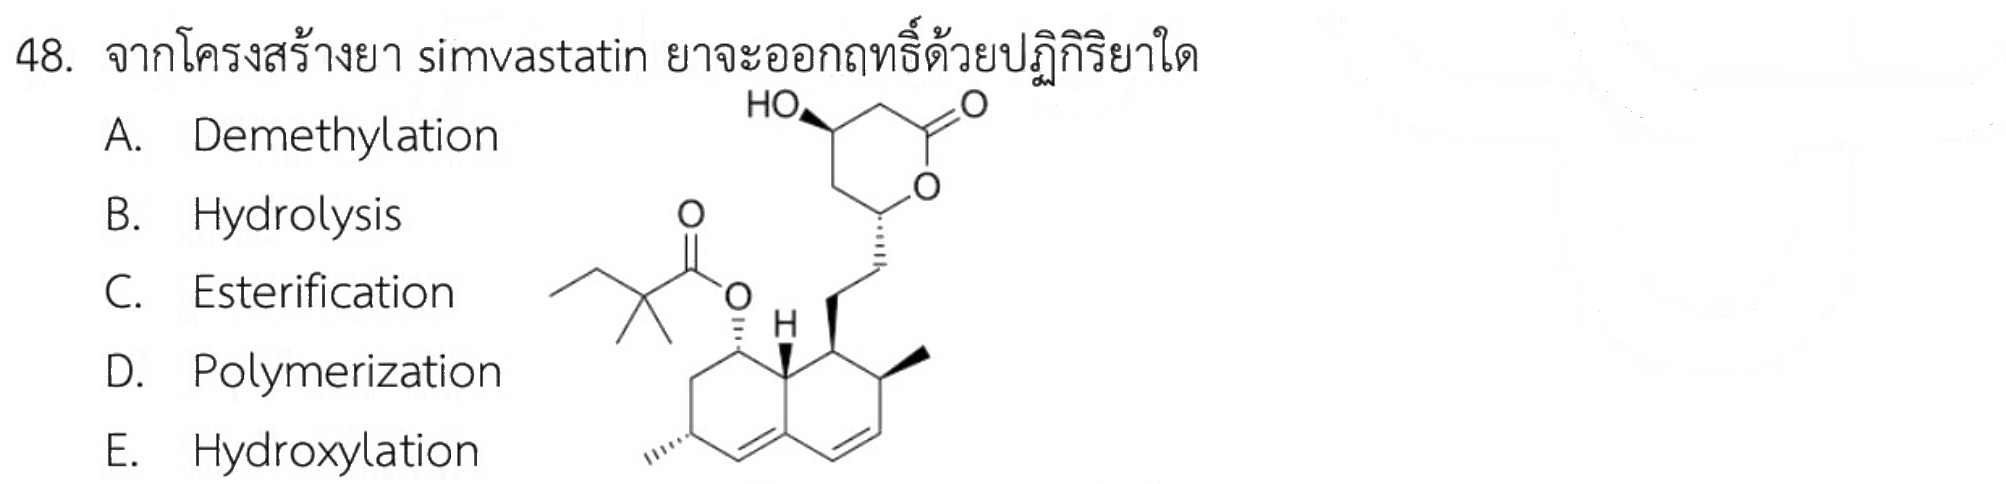 48. จากโครงสร้างยา simvastatin ยาจะออกฤทธิ์ด้วยปฏิกิริยาใด
A. Demethylation
B. Hydrolysis
C. Esterification
D. Polymerization
E. Hydroxylation
HO
O
O
O
O
H